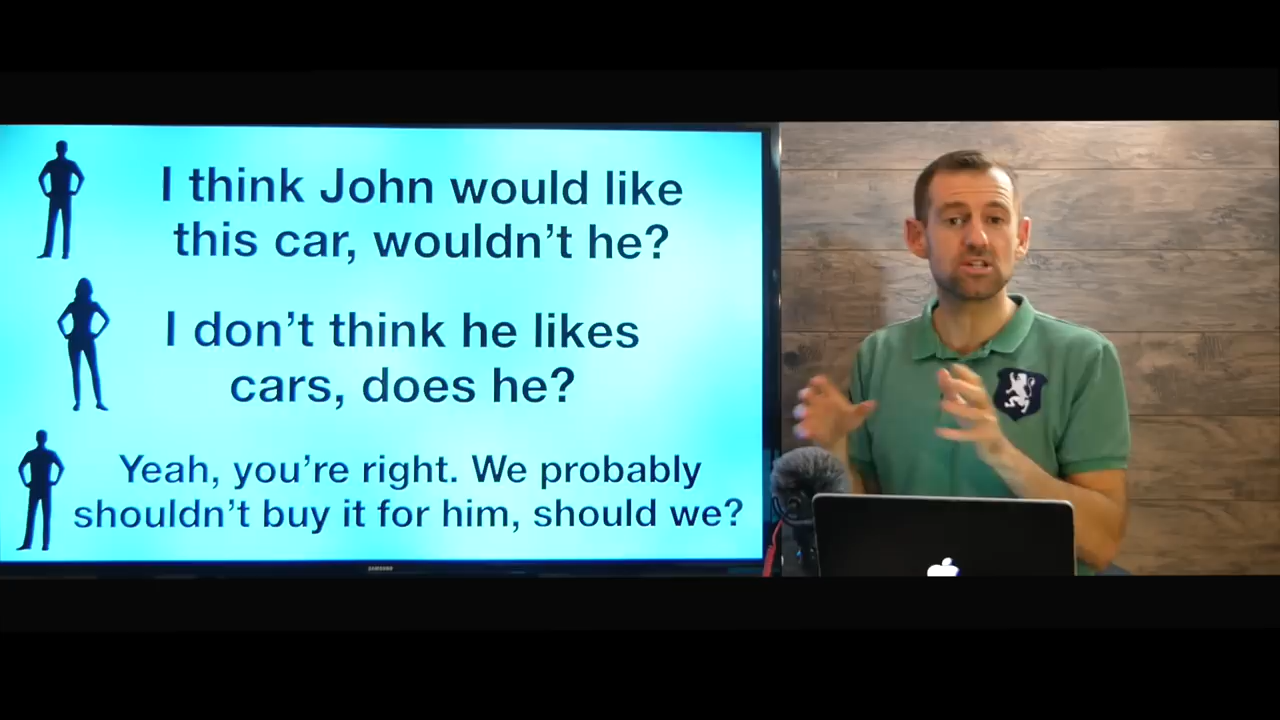 I think John would like
this car, wouldn't he?
I don't think he likes
cars, does he?
Yeah, you're right. We probably
shouldn't buy it for him, should we?
SAMSUNG